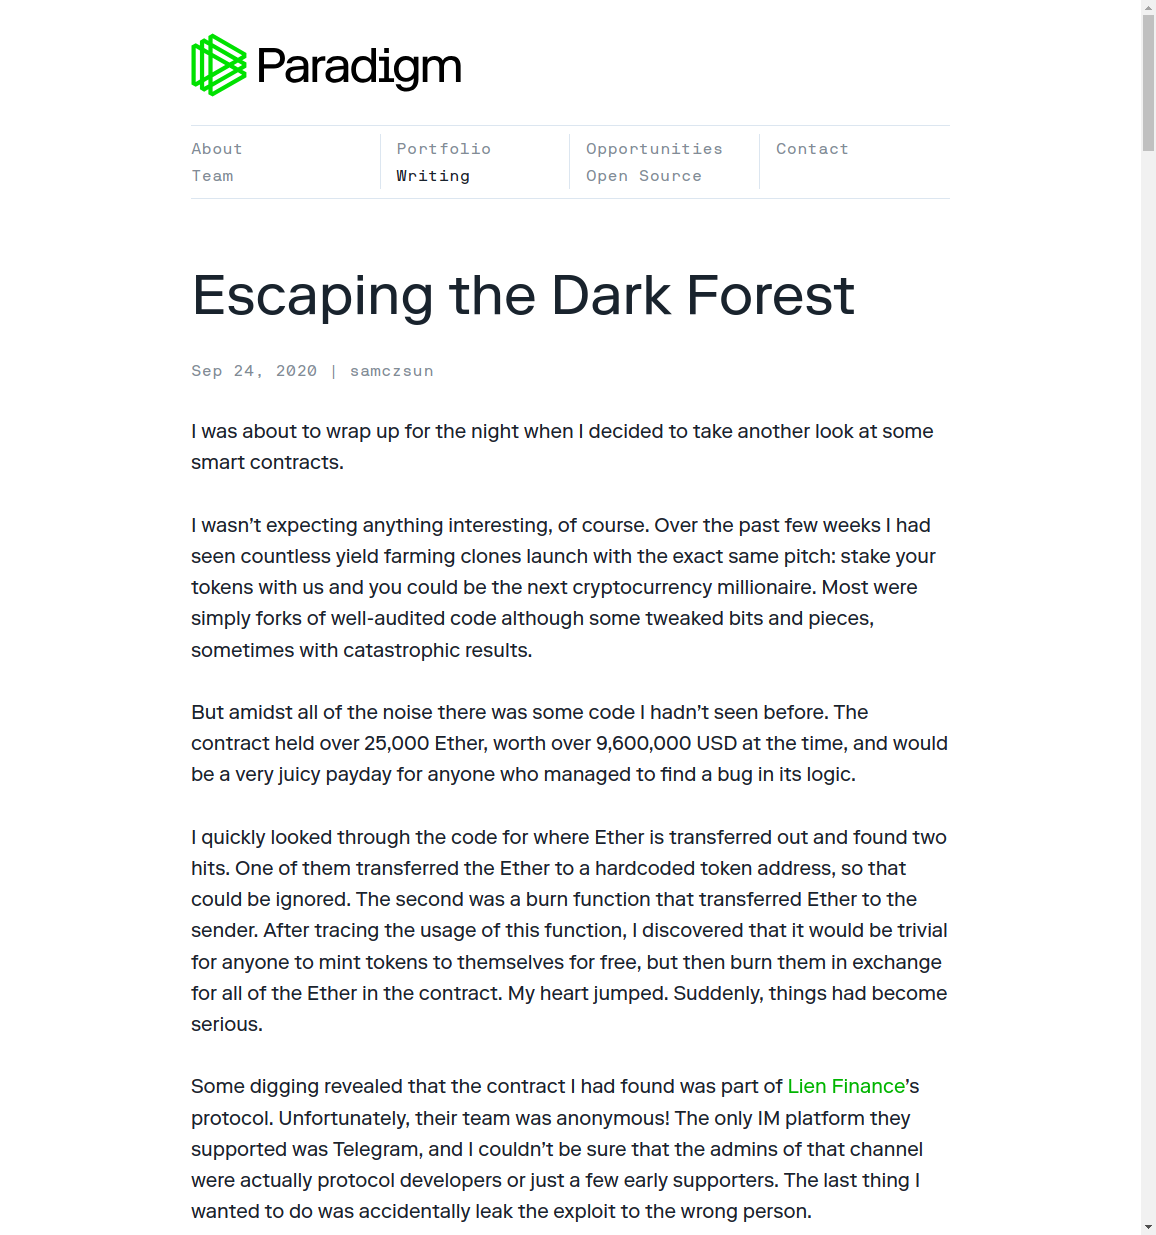 Paradigm
About
Team
Portfolio
Writing
Opportunities
Open Source
Contact
Escaping the Dark Forest
Sep 24, 2020 | samczsun
I was about to wrap up for the night when I decided to take another look at some
smart contracts.
I wasn’t expecting anything interesting, of course. Over the past few weeks I had
seen countless yield farming clones launch with the exact same pitch: stake your
tokens with us and you could be the next cryptocurrency millionaire. Most were
simply forks of well-audited code although some tweaked bits and pieces,
sometimes with catastrophic results.
But amidst all of the noise there was some code I hadn’t seen before. The
contract held over 25,000 Ether, worth over 9,600,000 USD at the time, and would
be a very juicy payday for anyone who managed to find a bug in its logic.
I quickly looked through the code for where Ether is transferred out and found two
hits. One of them transferred the Ether to a hardcoded token address, so that
could be ignored. The second was a burn function that transferred Ether to the
sender. After tracing the usage of this function, I discovered that it would be trivial
for anyone to mint tokens to themselves for free, but then burn them in exchange
for all of the Ether in the contract. My heart jumped. Suddenly, things had become
serious.
Some digging revealed that the contract I had found was part of Lien Finance’s
protocol. Unfortunately, their team was anonymous! The only IM platform they
supported was Telegram, and I couldn’t be sure that the admins of that channel
were actually protocol developers or just a few early supporters. The last thing I
wanted to do was accidentally leak the exploit to the wrong person.